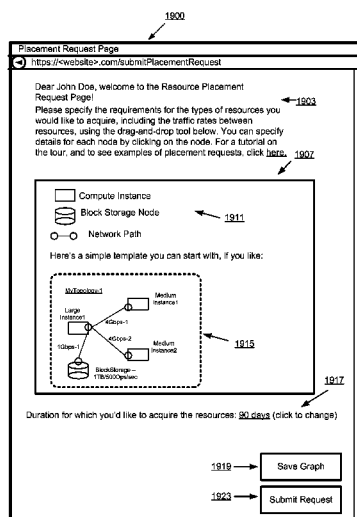 1900
Placement Request Page
https://<website>.com/submitPlacementRequest
Dear John Doe, welcome to the Resource Placement
Request Page!
1903
Please specify the requirements for the types of resources you
would like to acquire, including the traffic rates between
resources, using the drag-and-drop tool below. You can specify
details for each node by clicking on the node. For a tutorial on
the tour, and to see examples of placement requests, click here.
1907
Compute Instance
Block Storage Node
1911
Network Path
Here's a simple template you can start with, if you like:
MyTopology-1
Medium
Instance1
Large
Instance1
4Gbps-1
4Gbps-2
1Gbps-1
Medium
Instance2
1915
BlockStorage –
1TB/500Ops/sec
1917
Duration for which you'd like to acquire the resources: 90 days (click to change)
1919
Save Graph
1923
Submit Request